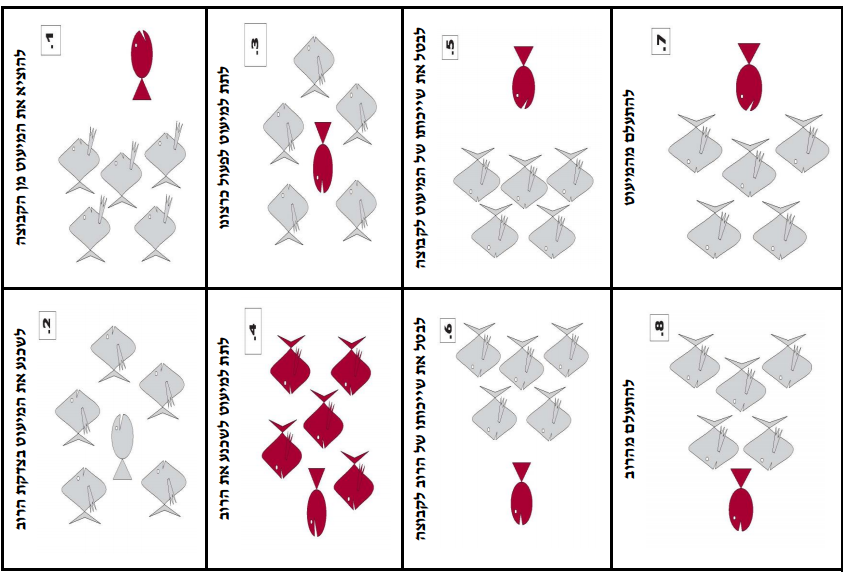 1.
להוציא את המיעוט מן הקבוצה
2.
לשכנע את המיעוט בצדקת הרוב
3.
לתת למיעוט לפעול כרצונו
4.
לתת למיעוט לשכנע את הרוב
5.
לבטל את שייכותו של המיעוט לקבוצה
6.
לבטל את שייכותו של הרוב לקבוצה
7.
להתעלם מהמיעוט
8.
להתעלם מהרוב